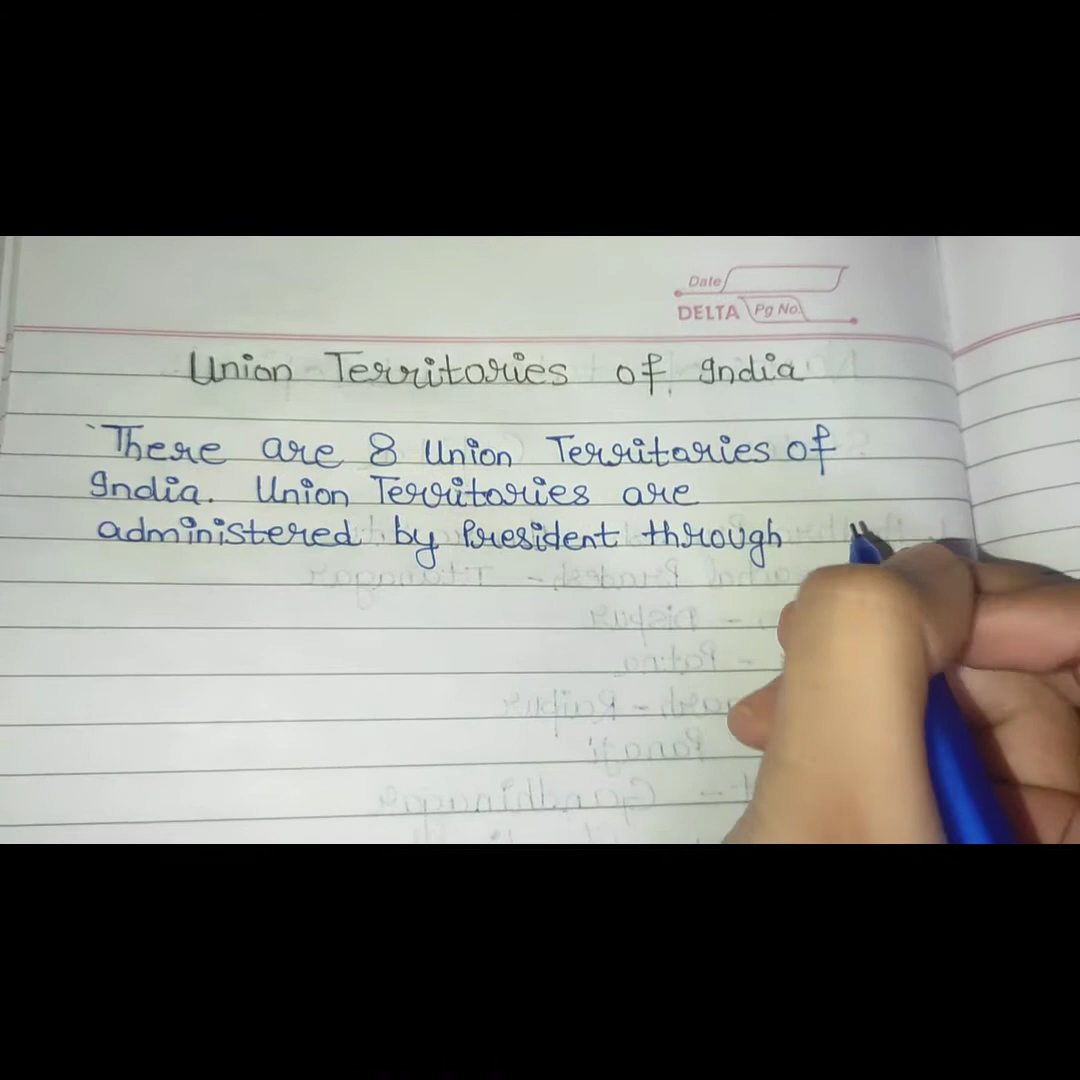 Date
DELTA Pg No.
Union Territories of India
There are 8 Union Territories of
India. Union Territories are
administered by President through